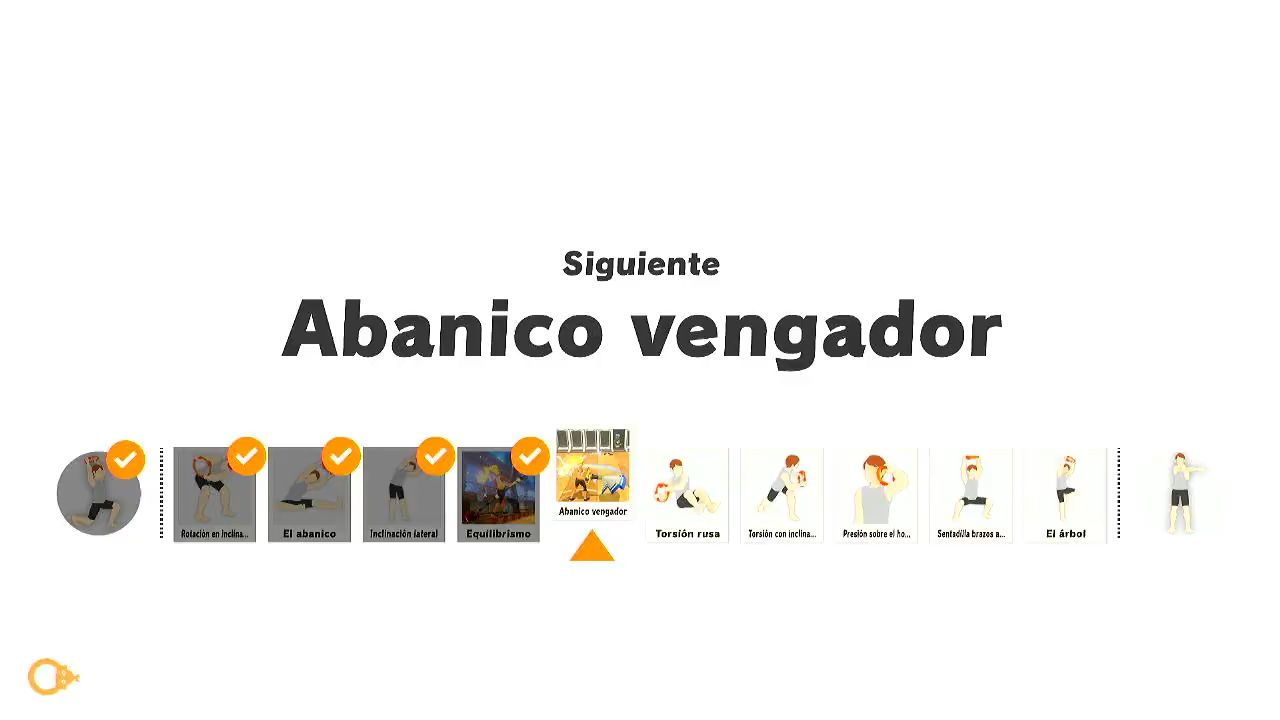 Siguiente
Abanico vengador
Rotación en inclina...
El abanico
Inclinación lateral
Equilibrismo
Abanico vengador
Torsión rusa
Torsión con inclina...
Presión sobre el ho...
Sentadilla brazos a...
El árbol